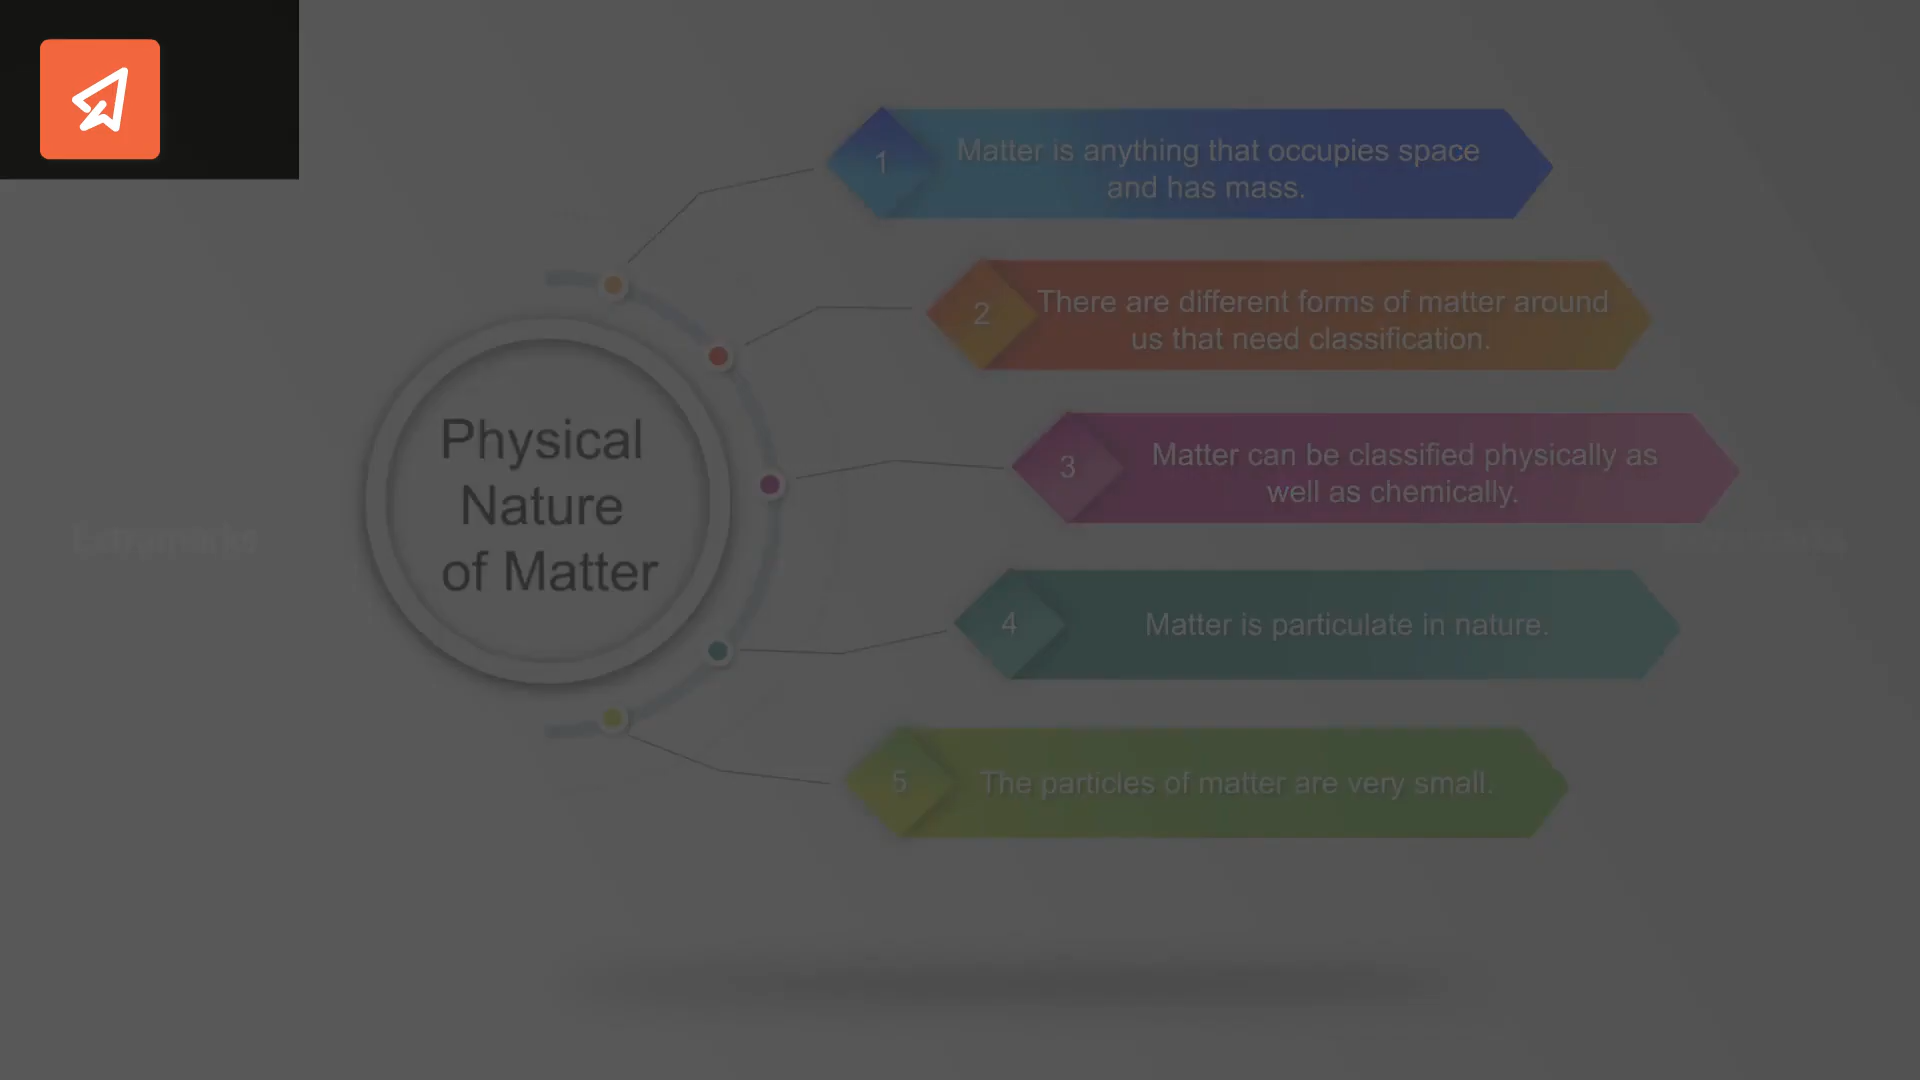 1
Matter is anything that occupies space
and has mass.
2
There are different forms of matter around
us that need classification.
Physical
Nature
of Matter
3
Matter can be classified physically as
well as chemically.
Extramarks
4
Matter is particulate in nature.
5
The particles of matter are very small.